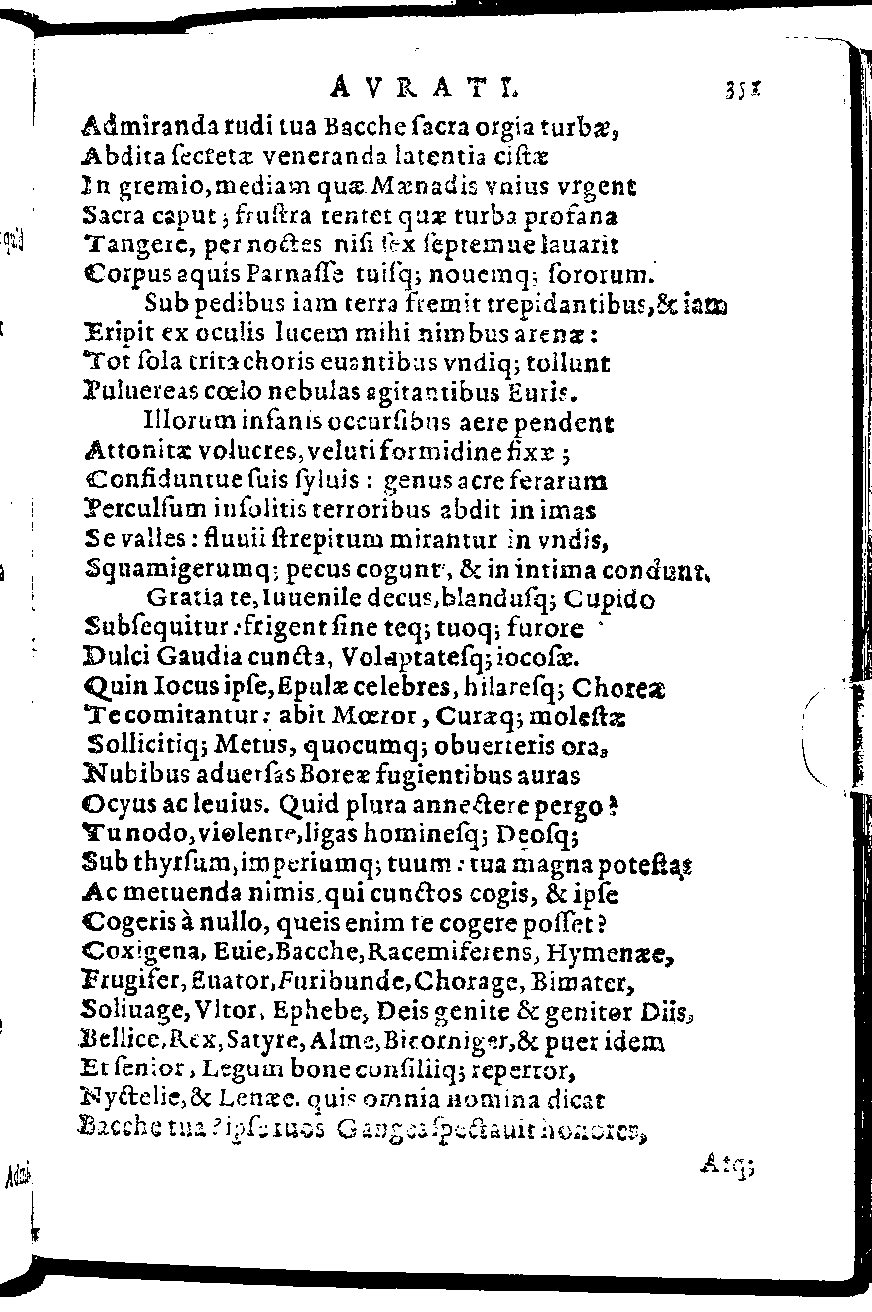 AVRATI.
351
Admiranda rudi tua Bacche ſacra orgia turbæ,
Abdita ſecretæ veneranda latentia ciſtæ
In gremio, mediam quæ Mænadis vnius vrgent
Sacra caput; fruſtra tentet quæ turba profana
Tangere, per noctes niſi ſex ſeptemue lauarit
Corpus aquis Parnaſſe tuiſq; nouemq; ſororum.
Sub pedibus iam terra fremit trepidantibus, & iam
Eripit ex oculis lucem mihi nimbus arenæ:
Tot ſola trita choris euantibus vndiq; tollunt
Puluereas cœlo nebulas agitantibus Euris.
Illorum inſanis occurſibus aere pendent
Attonitæ volucres, veluti formidine fixæ;
Confiduntue ſuis ſyluis: genus acre ferarum
Perculſum inſolitis terroribus abdit in imas
Se valles: fluuii ſtrepitum mirantur in vndis,
Squamigerumq; pecus cogunt, & in intima condunt.
Gratia te, Iuuenile decus, blanduſq; Cupido
Subſequitur: frigent ſine teq; tuoq; furore
Dulci Gaudia cuncta, Voluptateſq; iocoſæ.
Quin Iocus ipſe, Epulæ celebres, hilareſq; Choreæ
Te comitantur: abit Mœror, Curæq; moleſtæ
Sollicitiq; Metus, quocumq; obuerteris ora,
Nubibus aduerſas Boreæ fugientibus auras
Ocyus ac leuius. Quid plura annectere pergo?
Tu nodo, violente, ligas homineſq; Deoſq;
Sub thyrſum, imperiumq; tuum: tua magna poteſtas
Ac metuenda nimis, qui cunctos cogis, & ipſe
Cogeris à nullo, queis enim te cogere poſſet?
Coxigena, Euie, Bacche, Racemiferens, Hymenæe,
Frugifer, Euator, Furibunde, Chorage, Bimater,
Soliuage, Vltor, Ephebe, Deis genite & genitor Diis,
Bellice, Rex, Satyre, Alme, Bicorniger, & puer idem
Et ſenior, Legum bone conſiliiq; repertor,
Nyctelie, & Lenæe. quis omnia nomina dicat
Bacche tua? ipſe tuos Ganges ſpectauit honores,
Atq;